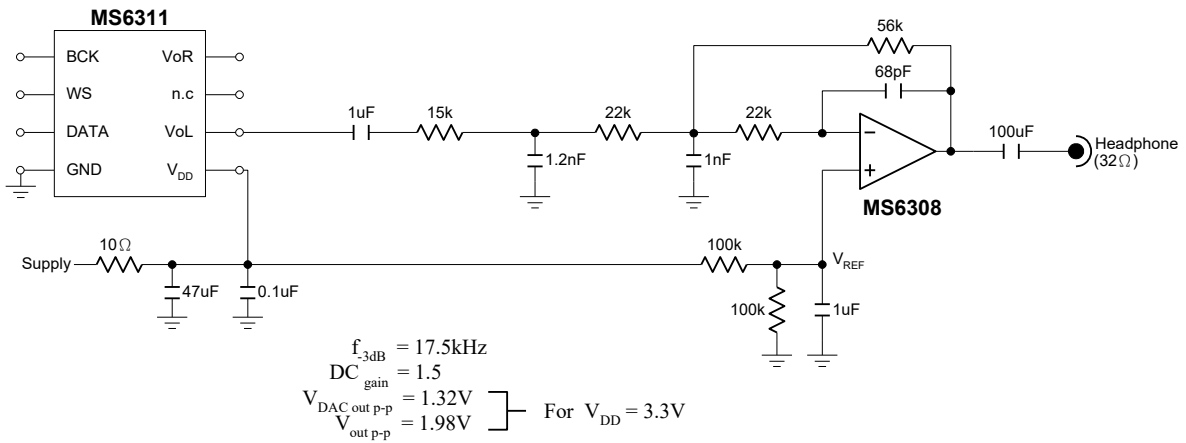 MS6311
BCK VoR
WS n.c
DATA VoL
GND VDD
1uF
15k
1.2nF
22k
1nF
22k
56k
68pF
MS6308
100uF
Headphone
(32Ω)
Supply
10Ω
47uF
0.1uF
100k
VREF
100k
1uF
f-3dB = 17.5kHz
DC gain = 1.5
VDAC out p-p = 1.32V
Vout p-p = 1.98V
For VDD = 3.3V